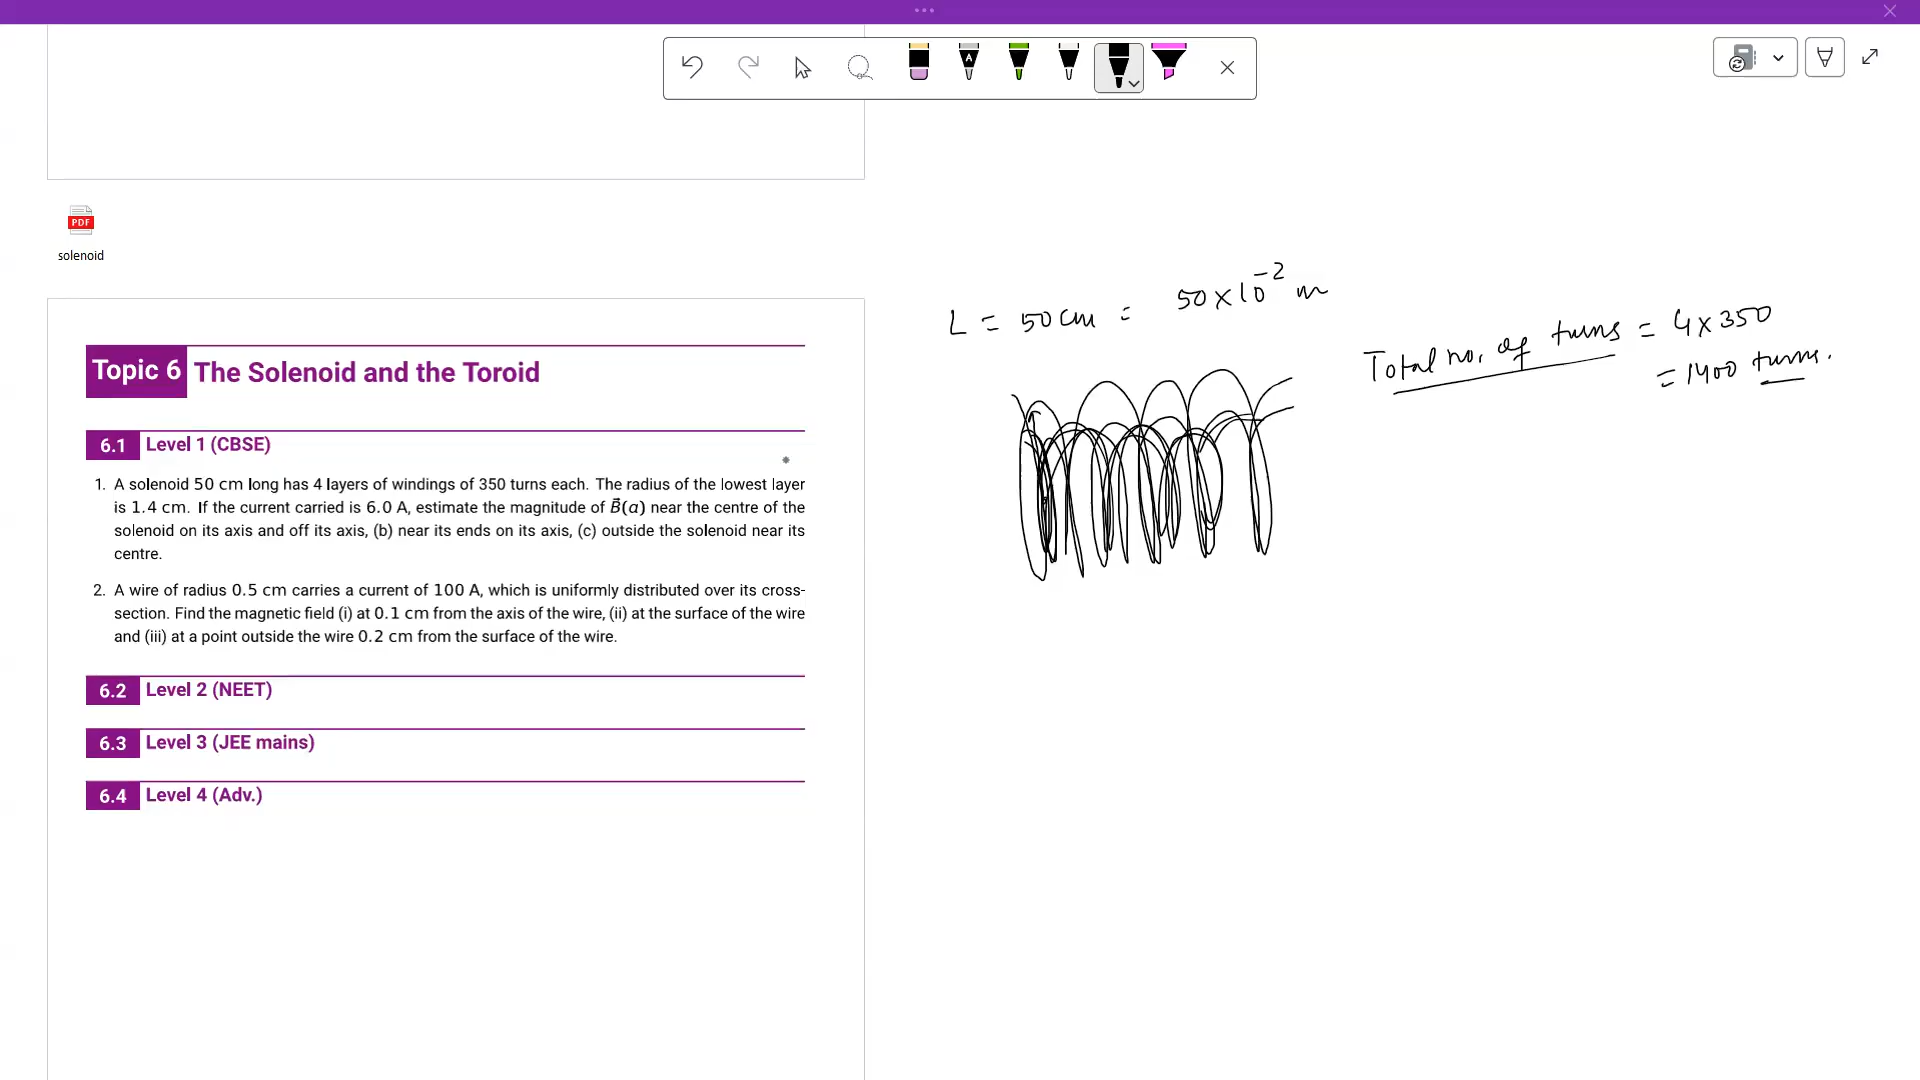 solenoid
Topic 6 The Solenoid and the Toroid
6.1 Level 1 (CBSE)
1. A solenoid 50 cm long has 4 layers of windings of 350 turns each. The radius of the lowest layer
is 1.4 cm. If the current carried is 6.0 A, estimate the magnitude of B⃗(α) near the centre of the
solenoid on its axis and off its axis, (b) near its ends on its axis, (c) outside the solenoid near its
centre.
2. A wire of radius 0.5 cm carries a current of 100 A, which is uniformly distributed over its cross-
section. Find the magnetic field (i) at 0.1 cm from the axis of the wire, (ii) at the surface of the wire
and (iii) at a point outside the wire 0.2 cm from the surface of the wire.
6.2 Level 2 (NEET)
6.3 Level 3 (JEE mains)
6.4 Level 4 (Adv.)
L = 50 cm = 50 × 10⁻² m
Total no. of turns = 4 × 350
= 1400 turns.
PDF
A